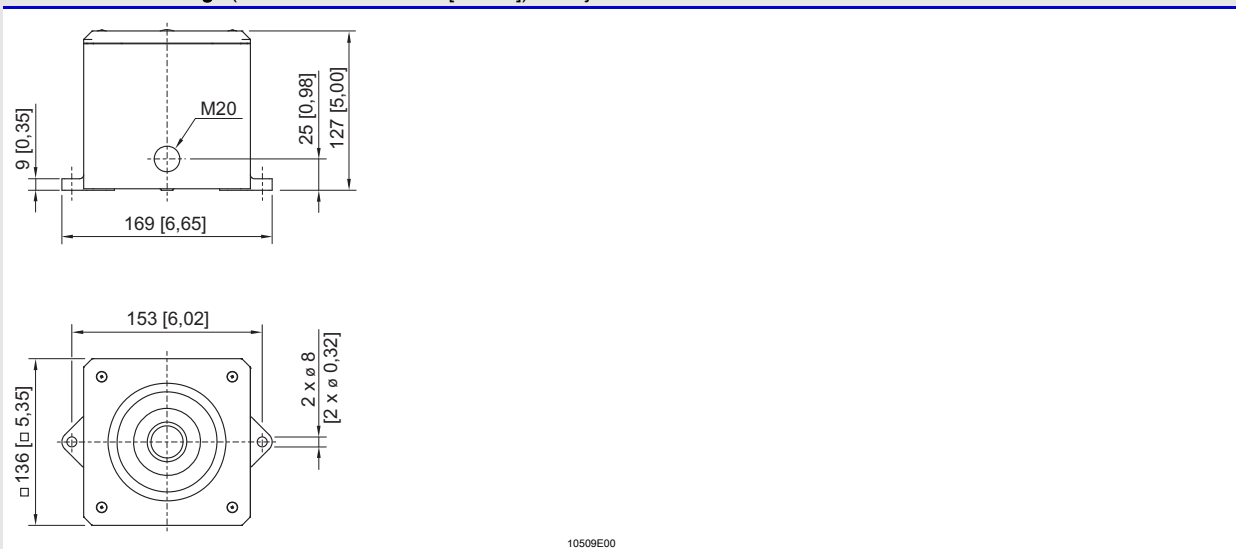 M20
9 [0,35]
25 [0,98]
127 [5,00]
169 [6,65]
153 [6,02]
2 x ø 8
[2 x ø 0,32]
□ 136 [□ 5,35]
10509E00